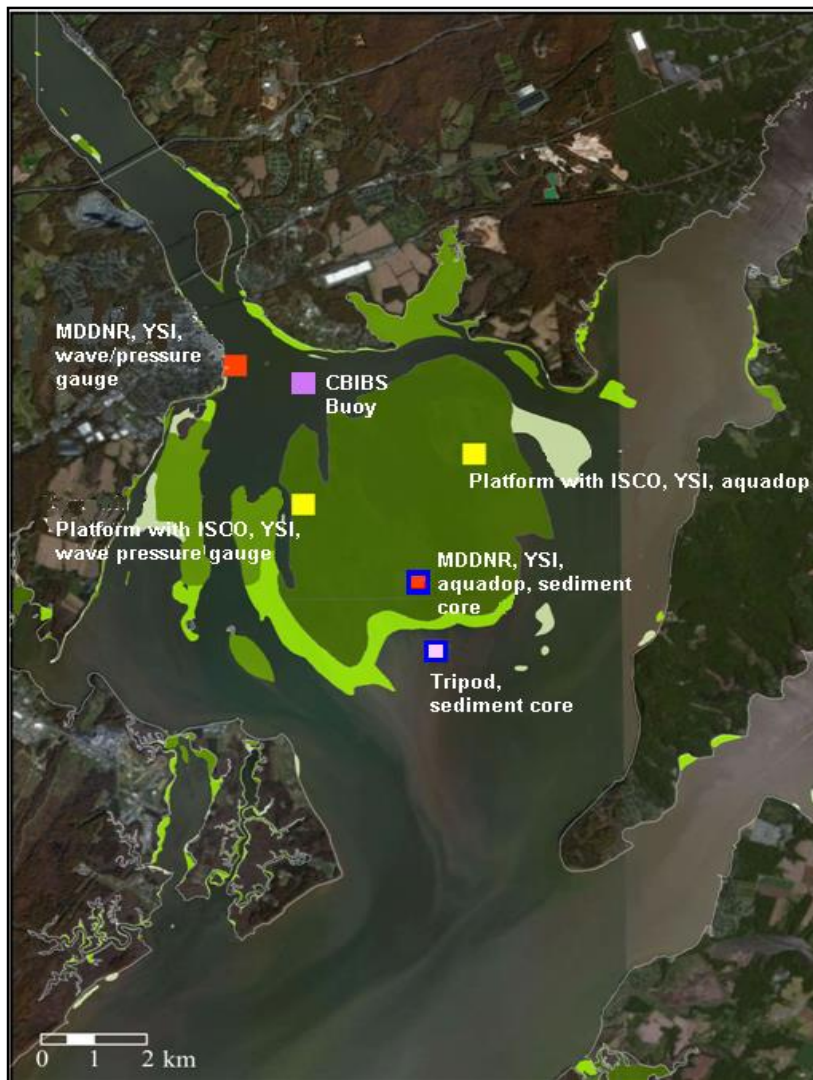 MDDNR, YSI,
wave/pressure
gauge
CBIBS
Buoy
Platform with ISCO, YSI, aquadop
Platform with ISCO, YSI,
wave pressure gauge
MDDNR, YSI,
aquadop, sediment
core
Tripod,
sediment core
0 1 2 km